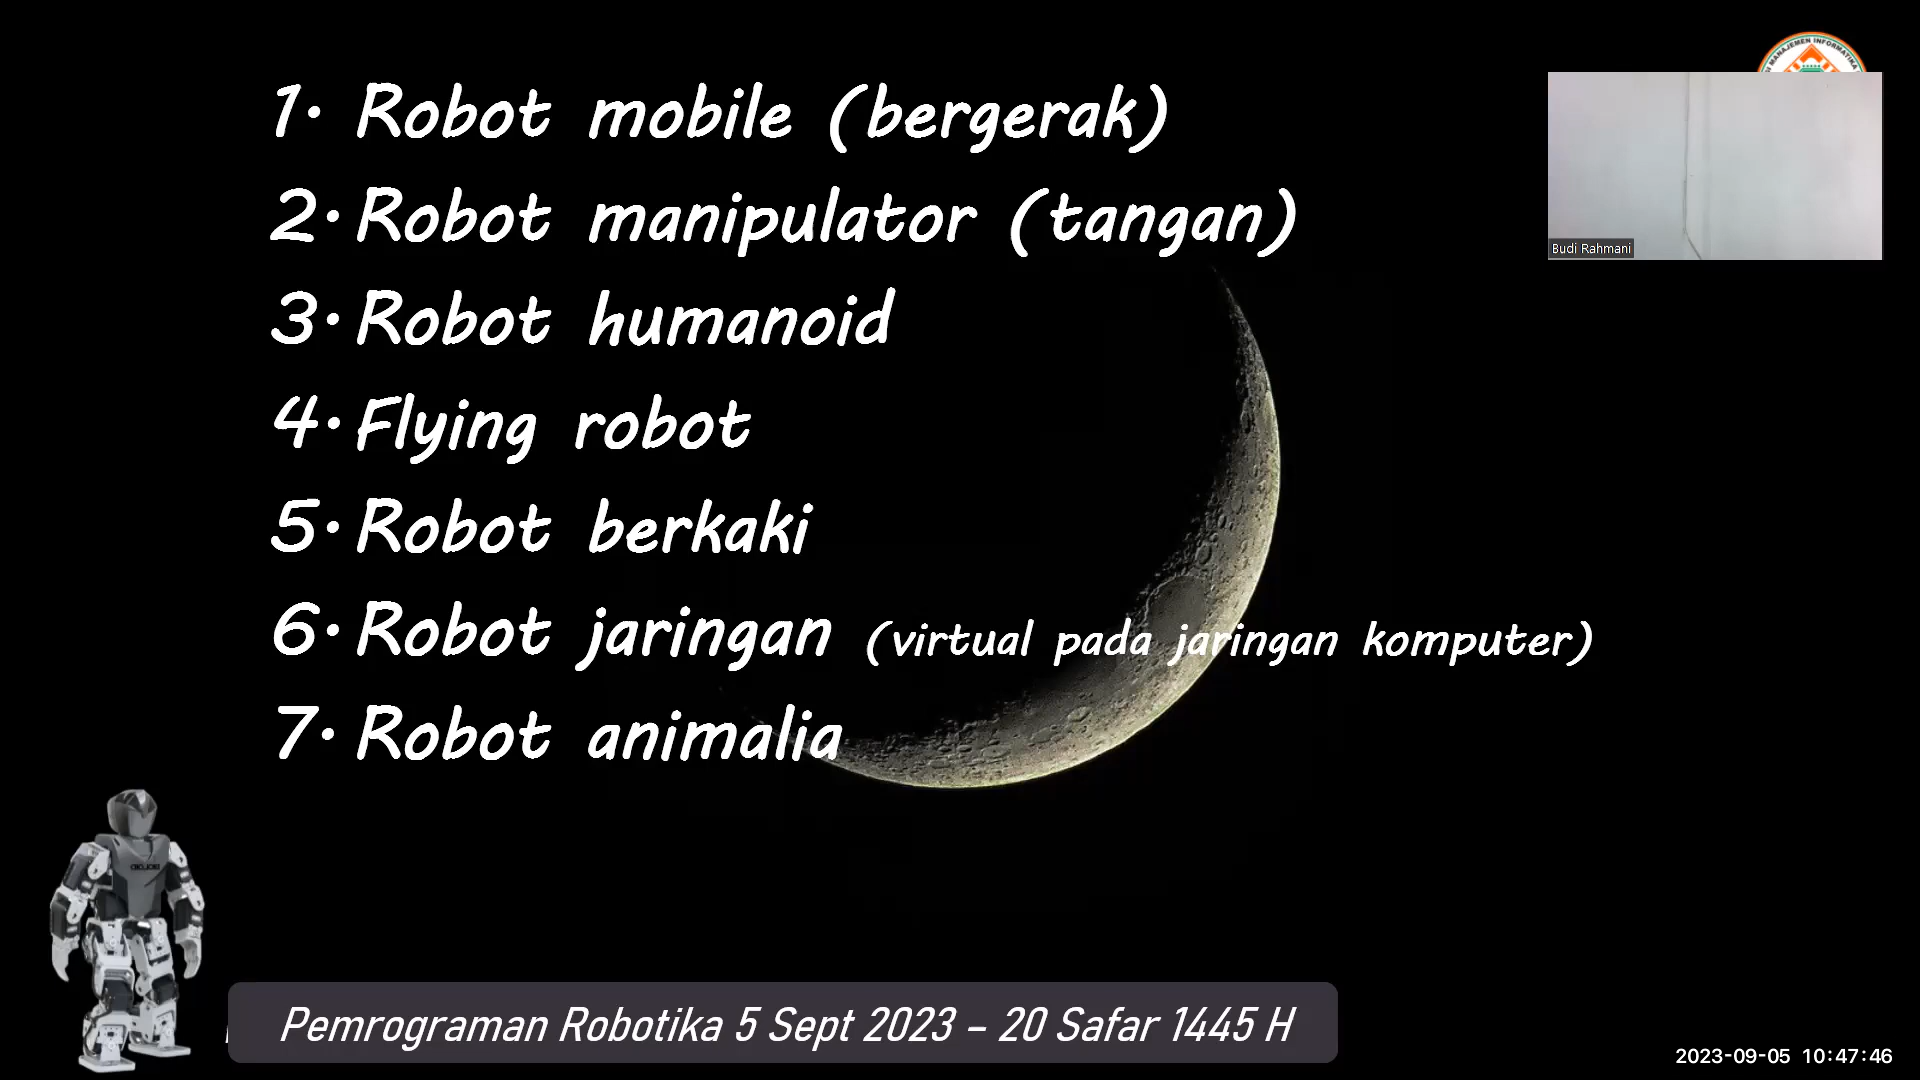 1. Robot mobile (bergerak)
2. Robot manipulator (tangan)
3. Robot humanoid
4. Flying robot
5. Robot berkaki
6. Robot jaringan (virtual pada jaringan komputer)
7. Robot animalia
MANAJEMEN INFORMATIKA
Budi Rahmani
Pemrograman Robotika 5 Sept 2023 – 20 Safar 1445 H
2023-09-05 10:47:46